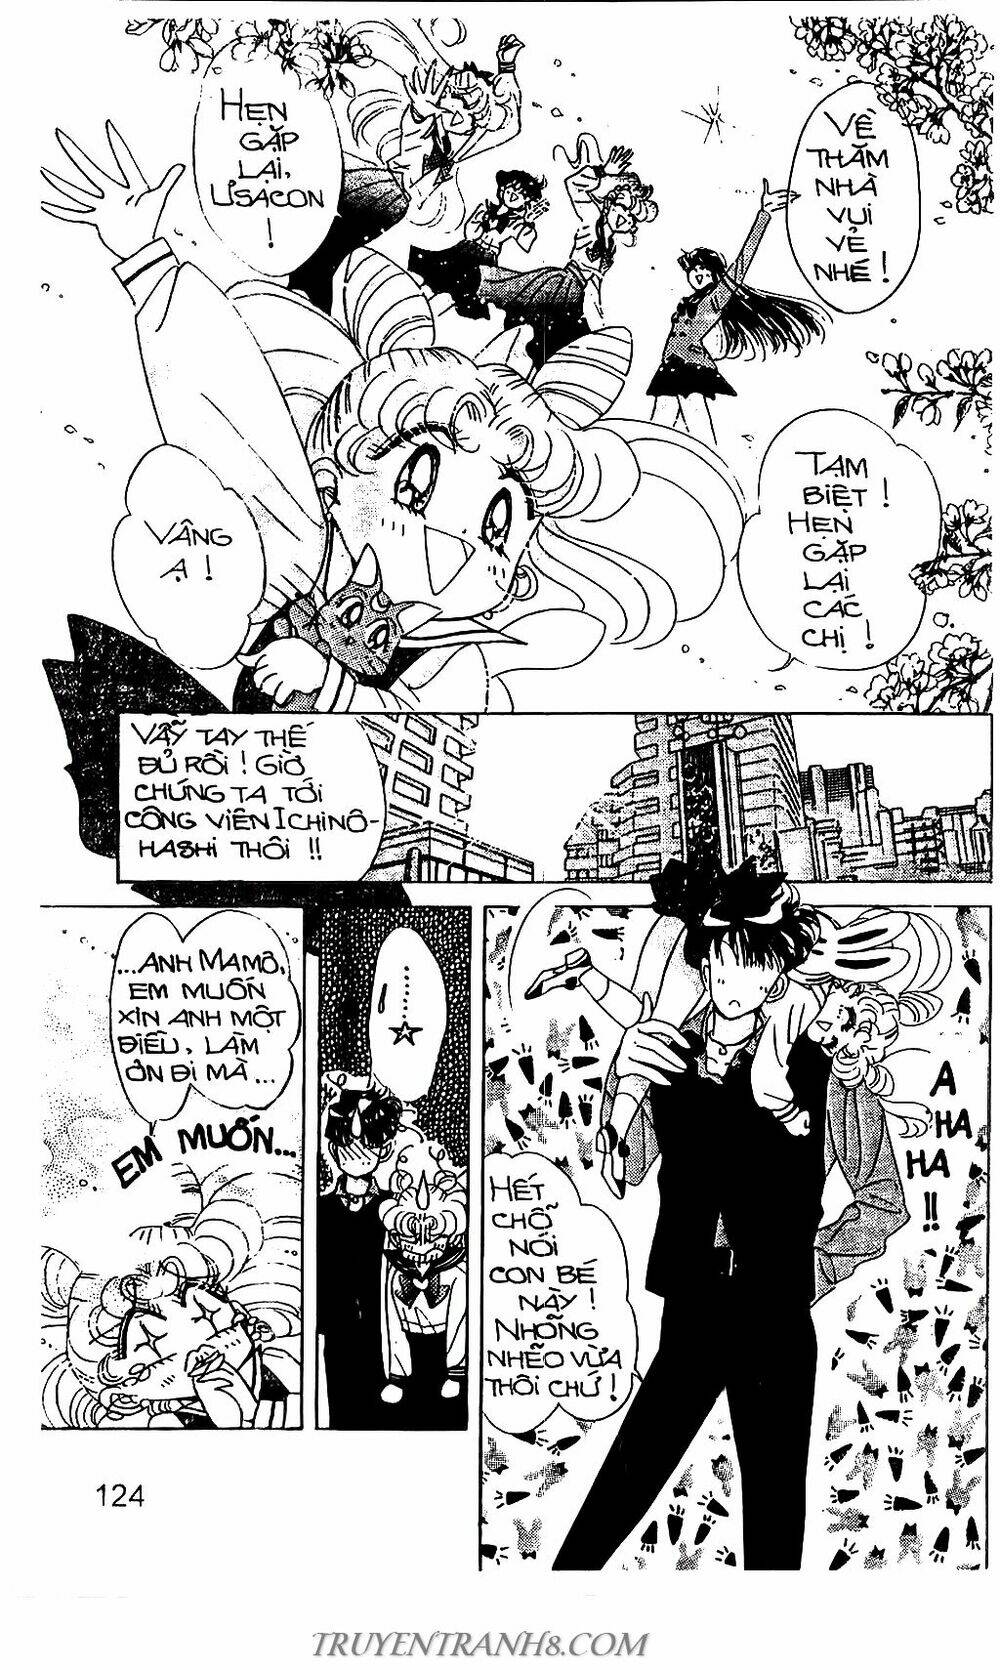 HẸN
GẶP
LẠI,
USACON
!
VỀ
THĂM
NHÀ
VUI
VẺ
NHÉ !
VÂNG
Ạ !
TẠM
BIỆT !
HẸN
GẶP
LẠI
CÁC
CHỊ !
VẪY TAY THẾ
ĐỦ RỒI ! GIỜ
CHÚNG TA TỚI
CÔNG VIÊN ICHINÔ-
HASHI THÔI !!
...ANH MAMÔ,
EM MUỐN
XIN ANH MỘT
ĐIỀU, LÀM
ƠN ĐI MÀ ...
EM MUỐN...
A
HA
HA
!!
HẾT
CHỖ
NÓI
CON BÉ
NÀY !
NHÕNG
NHẼO VỪA
THÔI CHỨ !
124
TRUYENTRANH8.COM